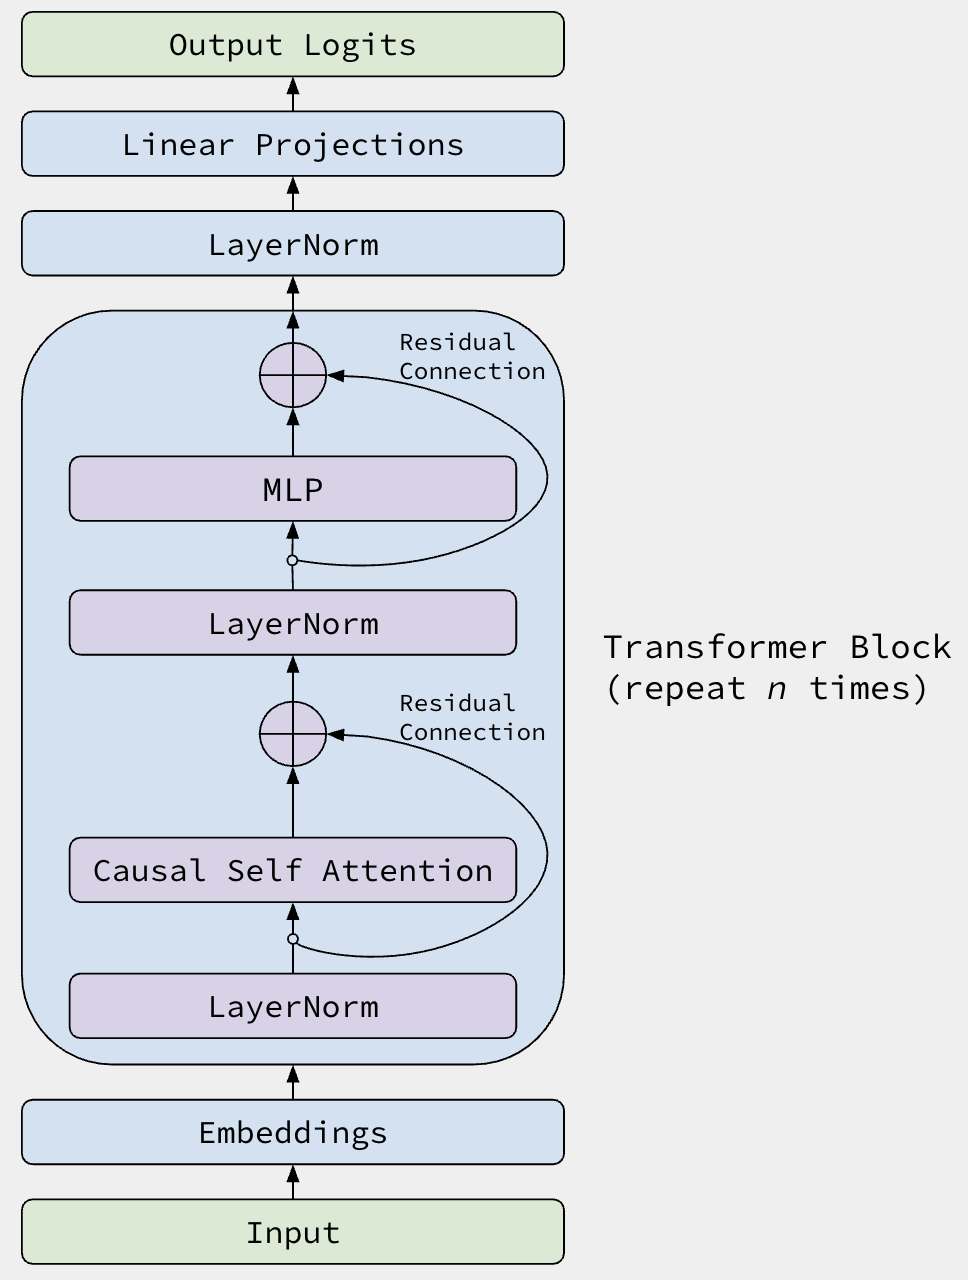 Output Logits
Linear Projections
LayerNorm
Residual
Connection
MLP
LayerNorm
Transformer Block
(repeat n times)
Residual
Connection
Causal Self Attention
LayerNorm
Embeddings
Input